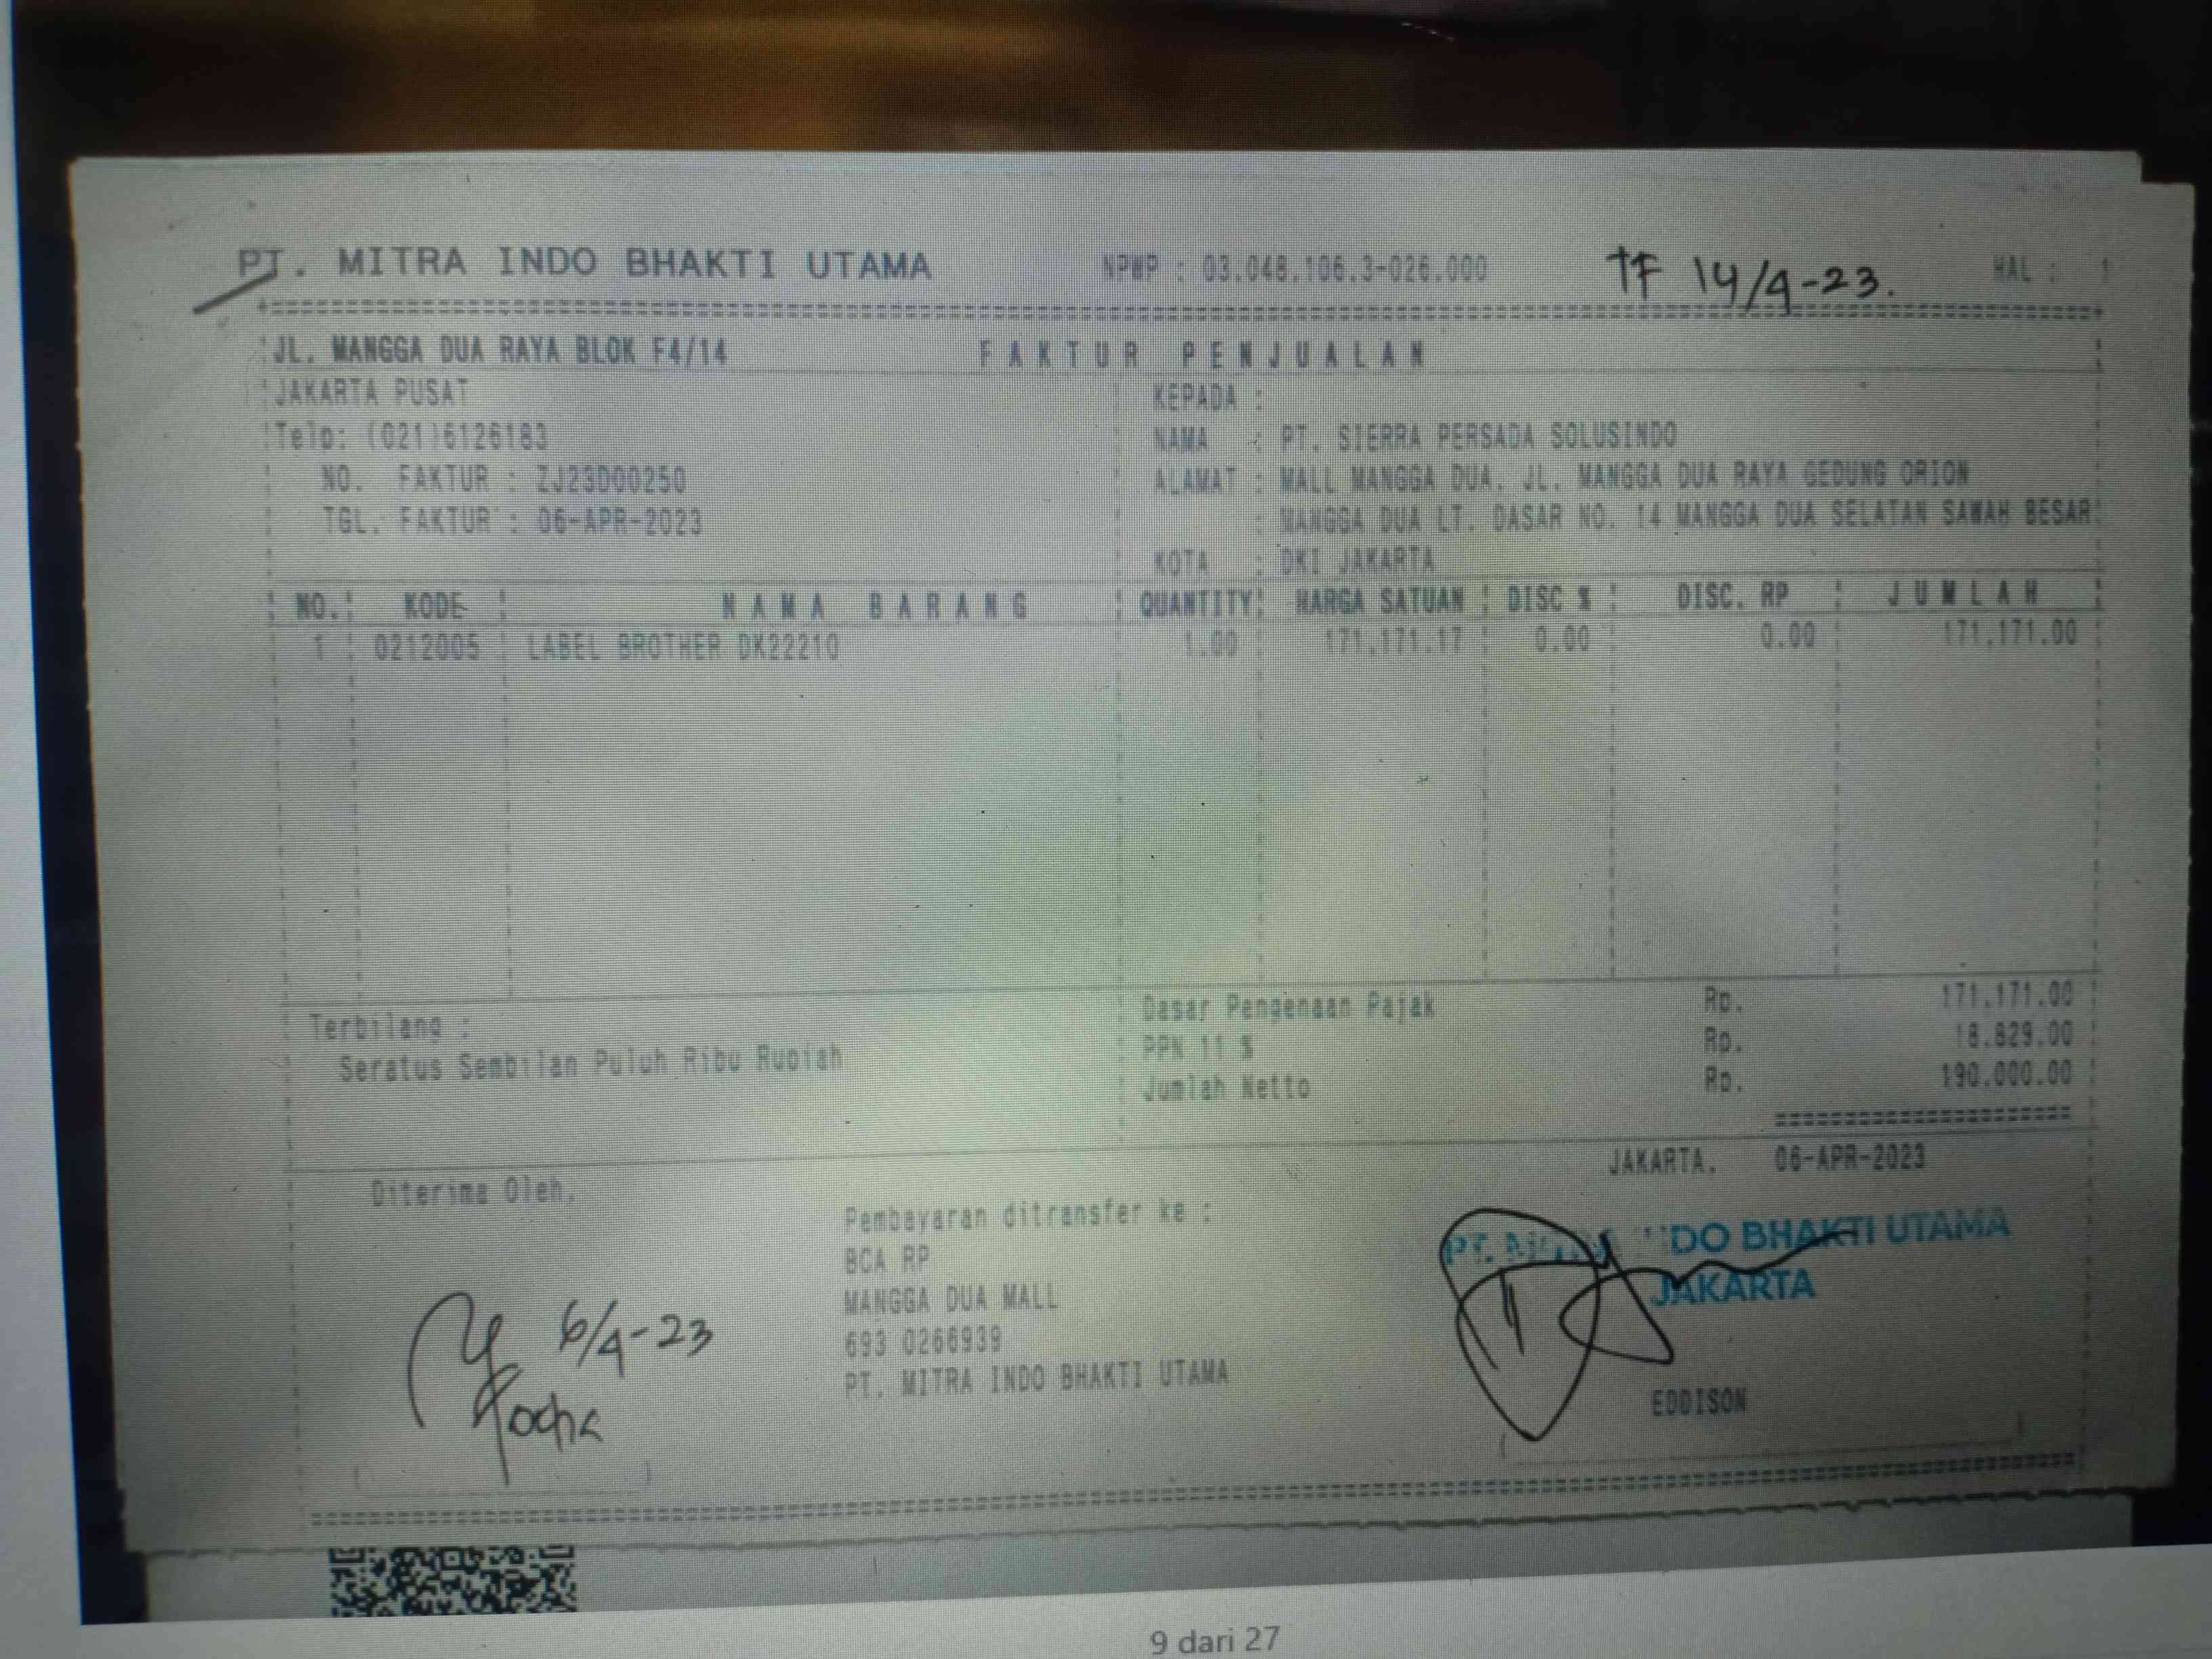 PT. MITRA INDO BHAKTI UTAMA NPWP : 03.048.106.3-026.000 TF 14/4-23. HAL : 1
JL. MANGGA DUA RAYA BLOK F4/14 FAKTUR PENJUALAN
JAKARTA PUSAT KEPADA :
Telp: (021)6126183 NAMA : PT. SIERRA PERSADA SOLUSINDO
NO. FAKTUR : ZJ23D00250 ALAMAT : MALL MANGGA DUA, JL. MANGGA DUA RAYA GEDUNG ORION
TGL. FAKTUR : 06-APR-2023 : MANGGA DUA LT. DASAR NO. 14 MANGGA DUA SELATAN SAWAH BESAR
KOTA : DKI JAKARTA
NO. KODE NAMA BARANG QUANTITY HARGA SATUAN DISC % DISC. RP JUMLAH
1 0212005 LABEL BROTHER DK22210 1.00 171,171.17 0.00 0.00 171,171.00
Dasar Pengenaan Pajak Rp. 171,171.00
Terbilang : PPN 11 % Rp. 18,829.00
Seratus Sembilan Puluh Ribu Rupiah Jumlah Netto Rp. 190,000.00
JAKARTA, 06-APR-2023
Diterima Oleh,
Pembayaran ditransfer ke :
BCA RP
MANGGA DUA MALL
693 0266939
PT. MITRA INDO BHAKTI UTAMA
6/4-23
PT. MITRA INDO BHAKTI UTAMA
JAKARTA
EDDISON
9 dari 27